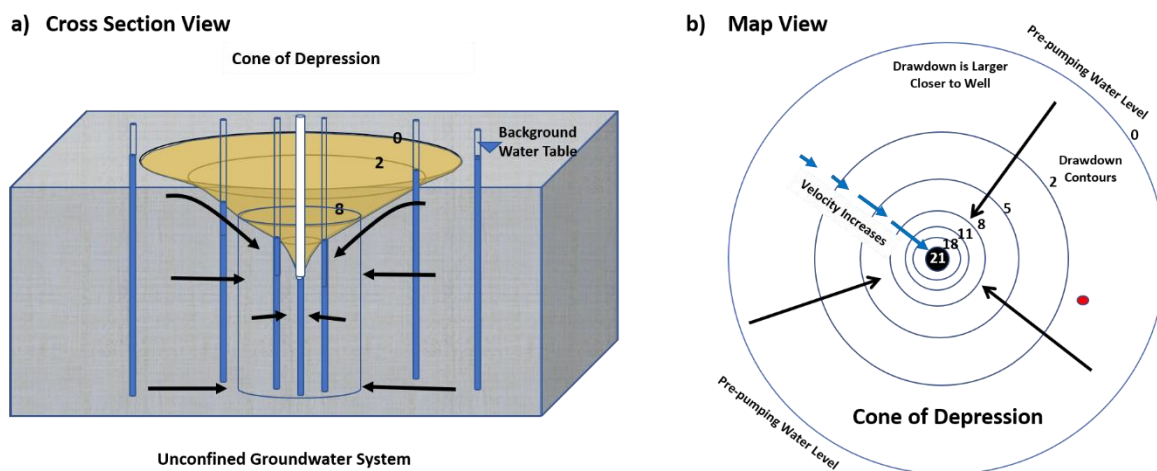 a) Cross Section View
Cone of Depression
0
2
8
Background
Water Table
Unconfined Groundwater System
b) Map View
Pre-pumping Water Level
0
Drawdown is Larger
Closer to Well
Drawdown
Contours
2
5
8
11
18
21
Velocity Increases
Cone of Depression
Pre-pumping Water Level